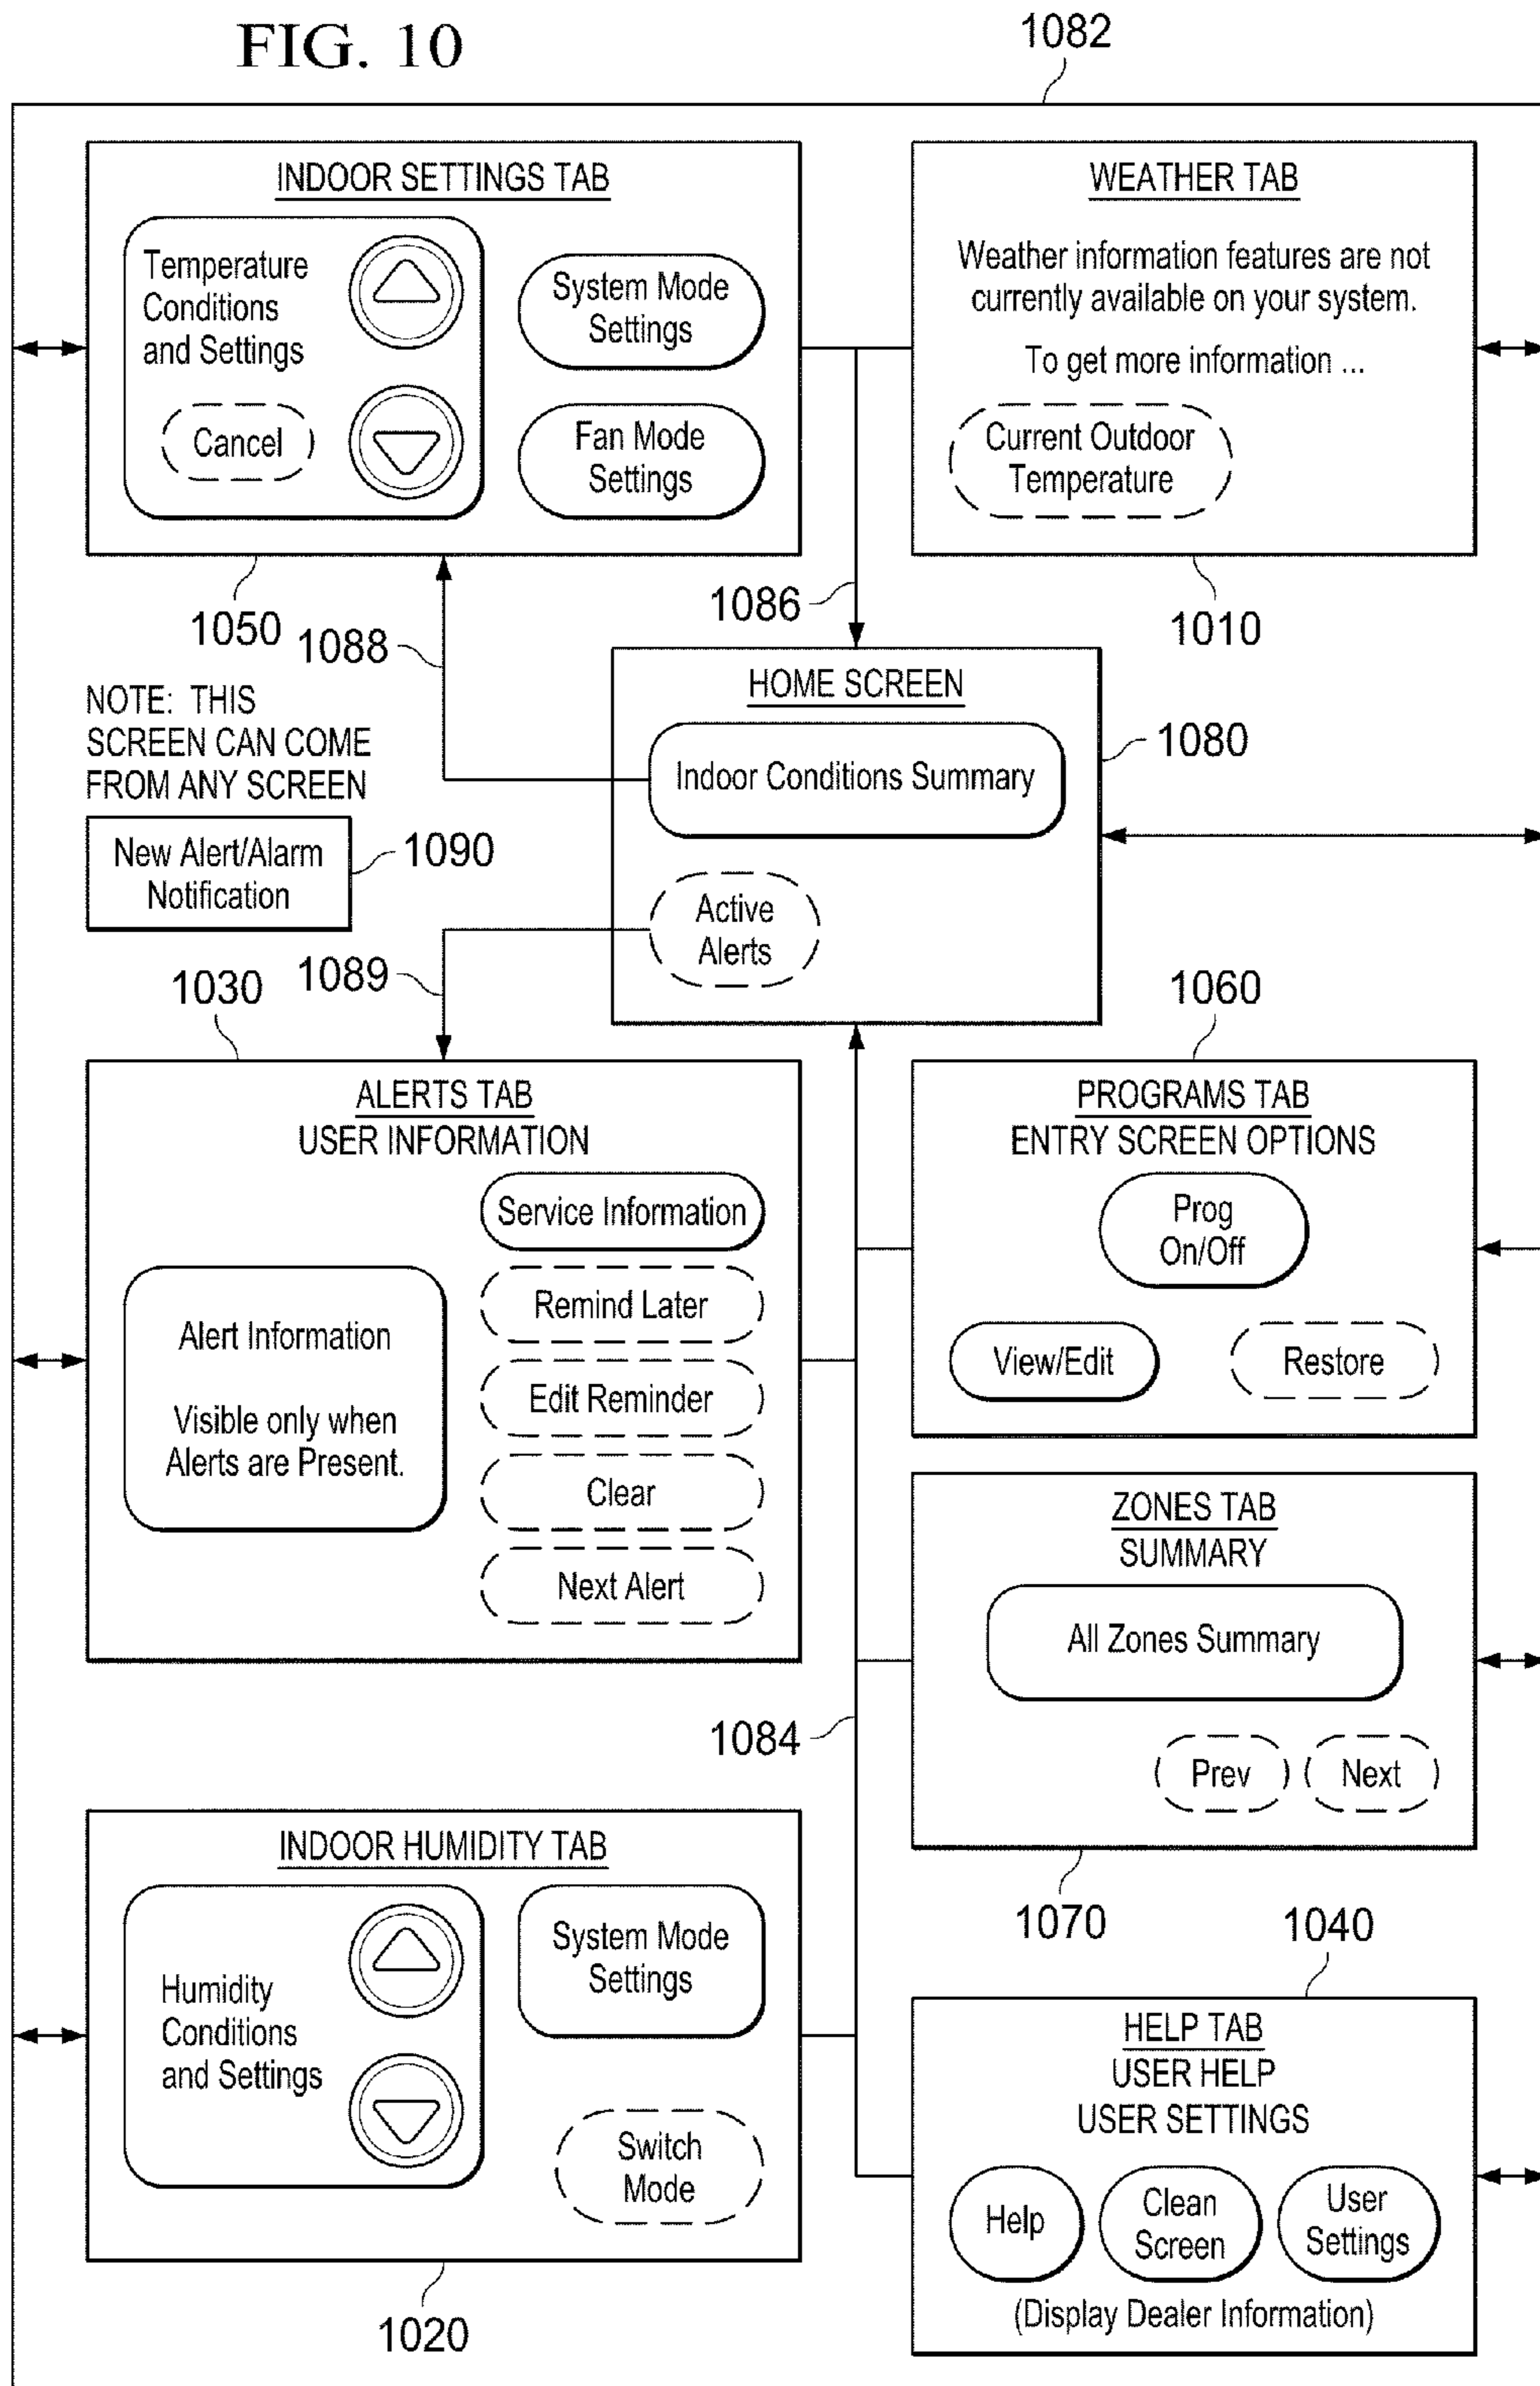 FIG. 10
1082
INDOOR SETTINGS TAB
Temperature
Conditions
and Settings
Cancel
System Mode
Settings
Fan Mode
Settings
1050
WEATHER TAB
Weather information features are not
currently available on your system.
To get more information ...
Current Outdoor
Temperature
1010
1086
1088
NOTE: THIS
SCREEN CAN COME
FROM ANY SCREEN
New Alert/Alarm
Notification
1090
HOME SCREEN
Indoor Conditions Summary
Active
Alerts
1080
1089
1030
ALERTS TAB
USER INFORMATION
Alert Information
Visible only when
Alerts are Present.
Service Information
Remind Later
Edit Reminder
Clear
Next Alert
1060
PROGRAMS TAB
ENTRY SCREEN OPTIONS
Prog
On/Off
View/Edit
Restore
ZONES TAB
SUMMARY
All Zones Summary
Prev
Next
1070
1084
INDOOR HUMIDITY TAB
Humidity
Conditions
and Settings
System Mode
Settings
Switch
Mode
1020
1040
HELP TAB
USER HELP
USER SETTINGS
Help
Clean
Screen
User
Settings
(Display Dealer Information)